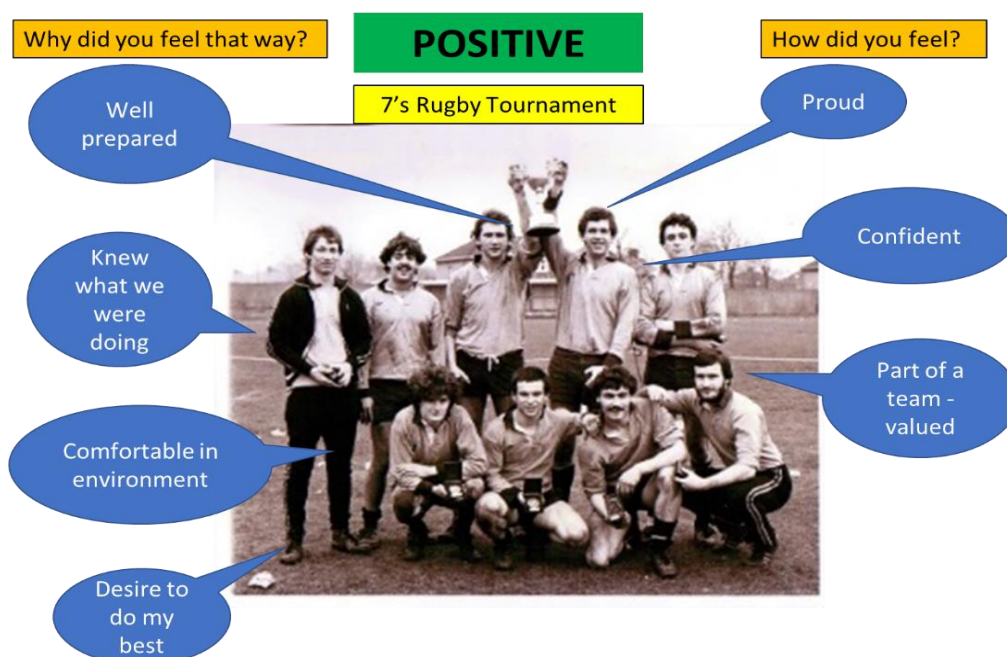 Why did you feel that way?
POSITIVE
How did you feel?
7's Rugby Tournament
Well
prepared
Knew
what we
were
doing
Comfortable in
environment
Desire to
do my
best
Proud
Confident
Part of a
team -
valued